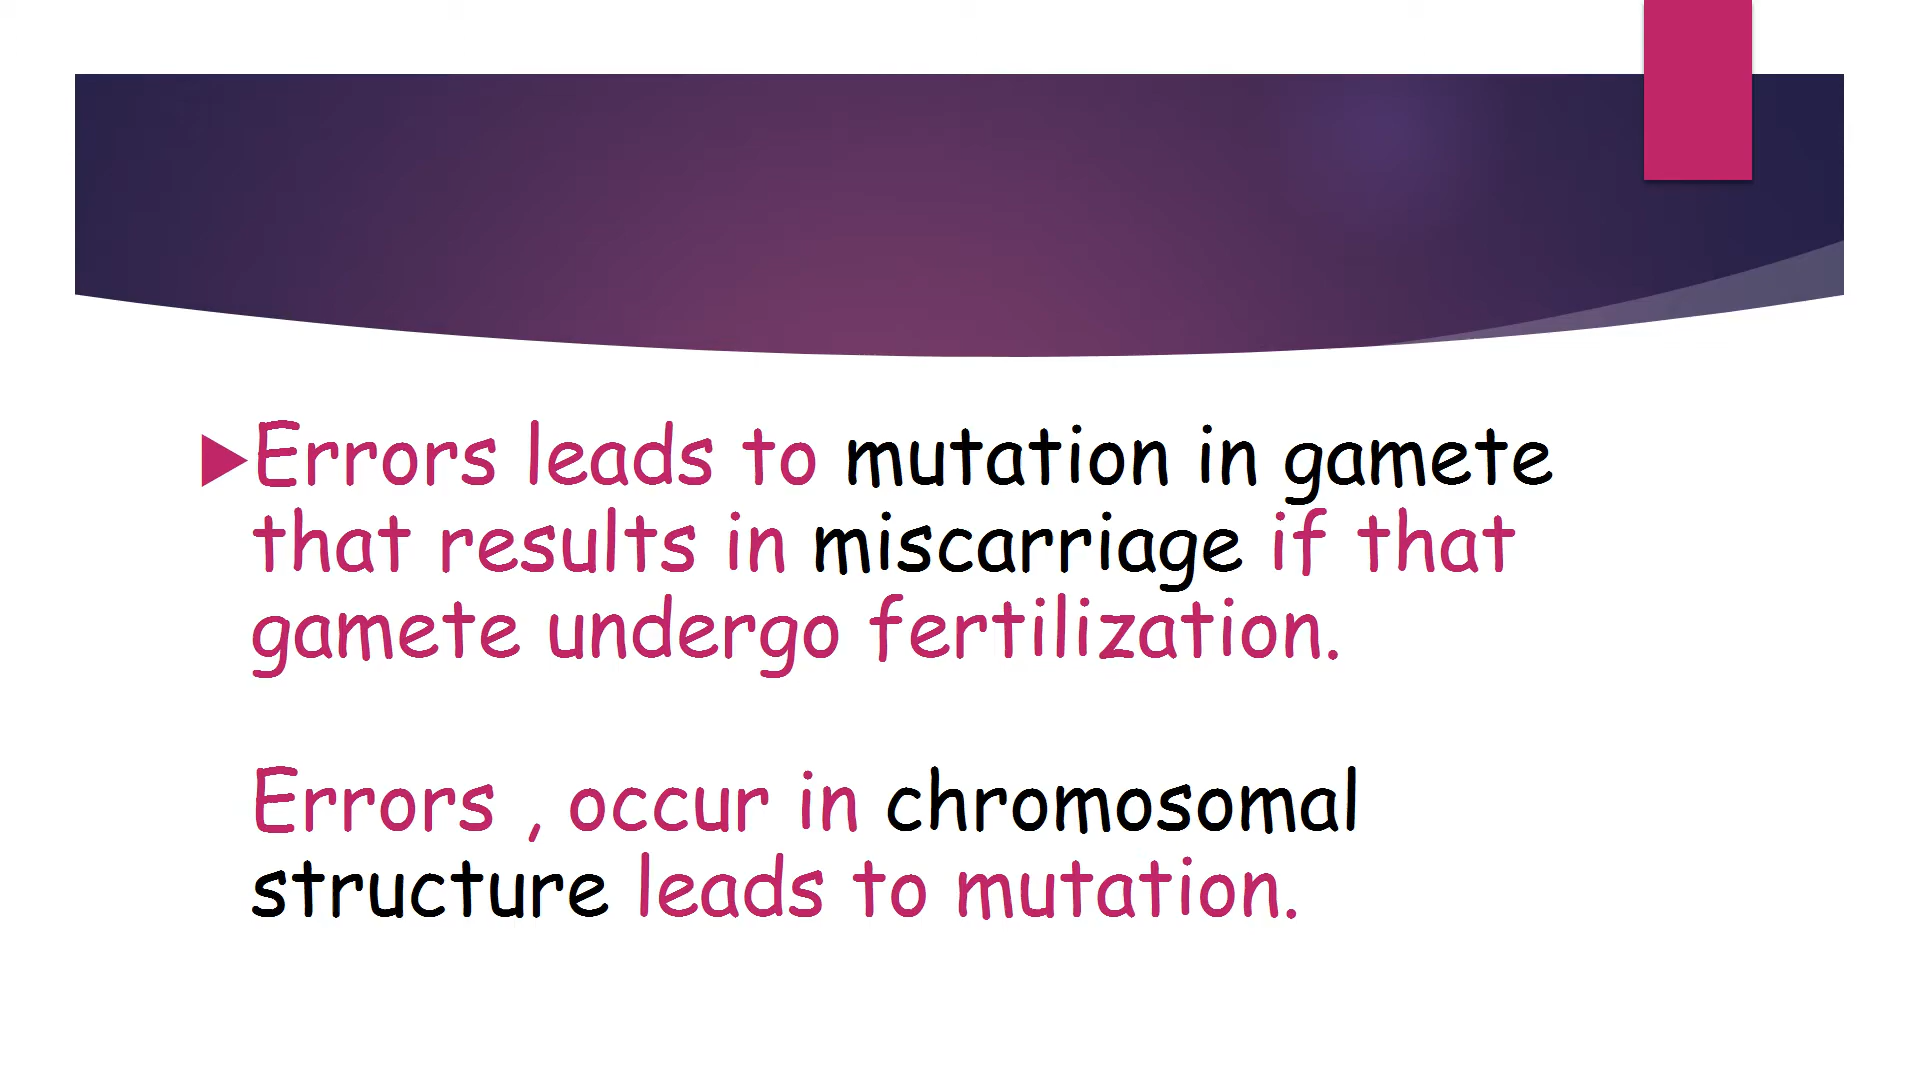 Errors leads to mutation in gamete
that results in miscarriage if that
gamete undergo fertilization.
Errors , occur in chromosomal
structure leads to mutation.